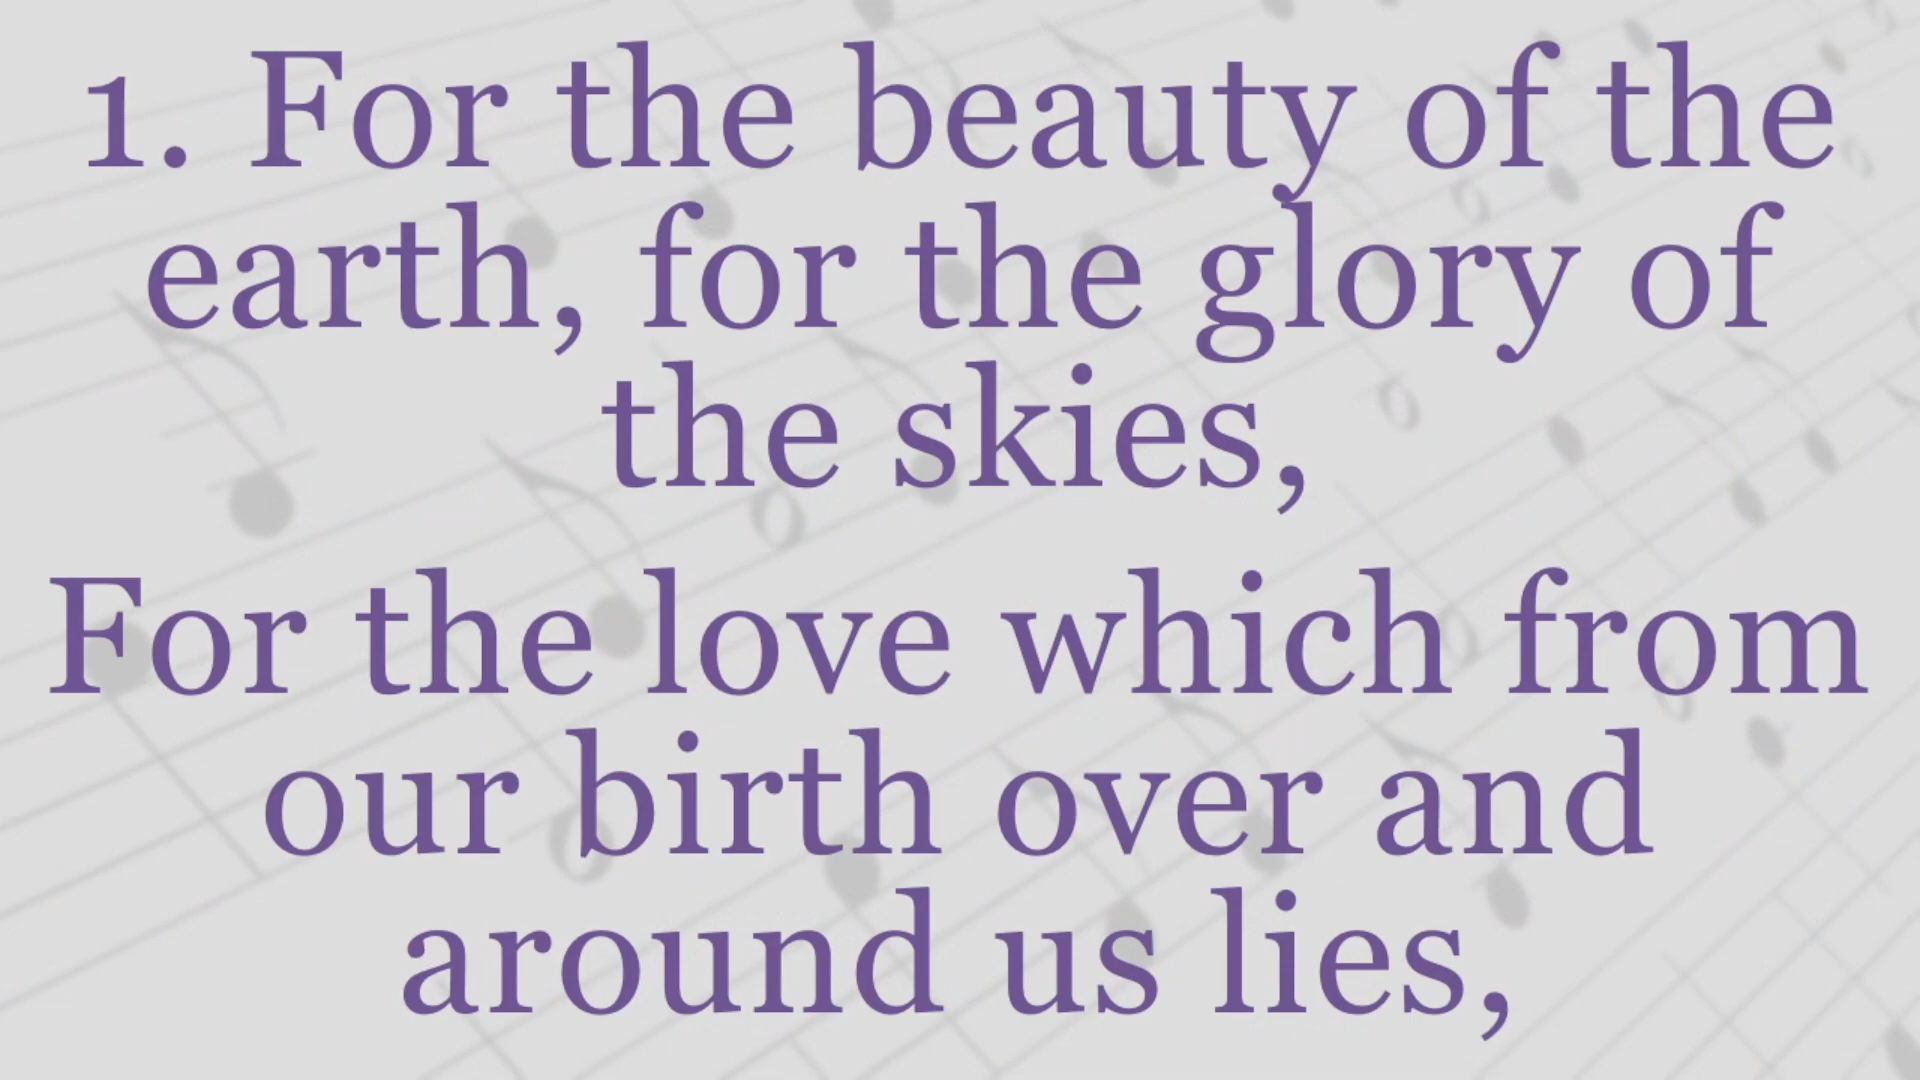 1. For the beauty of the
earth, for the glory of
the skies,
For the love which from
our birth over and
around us lies,